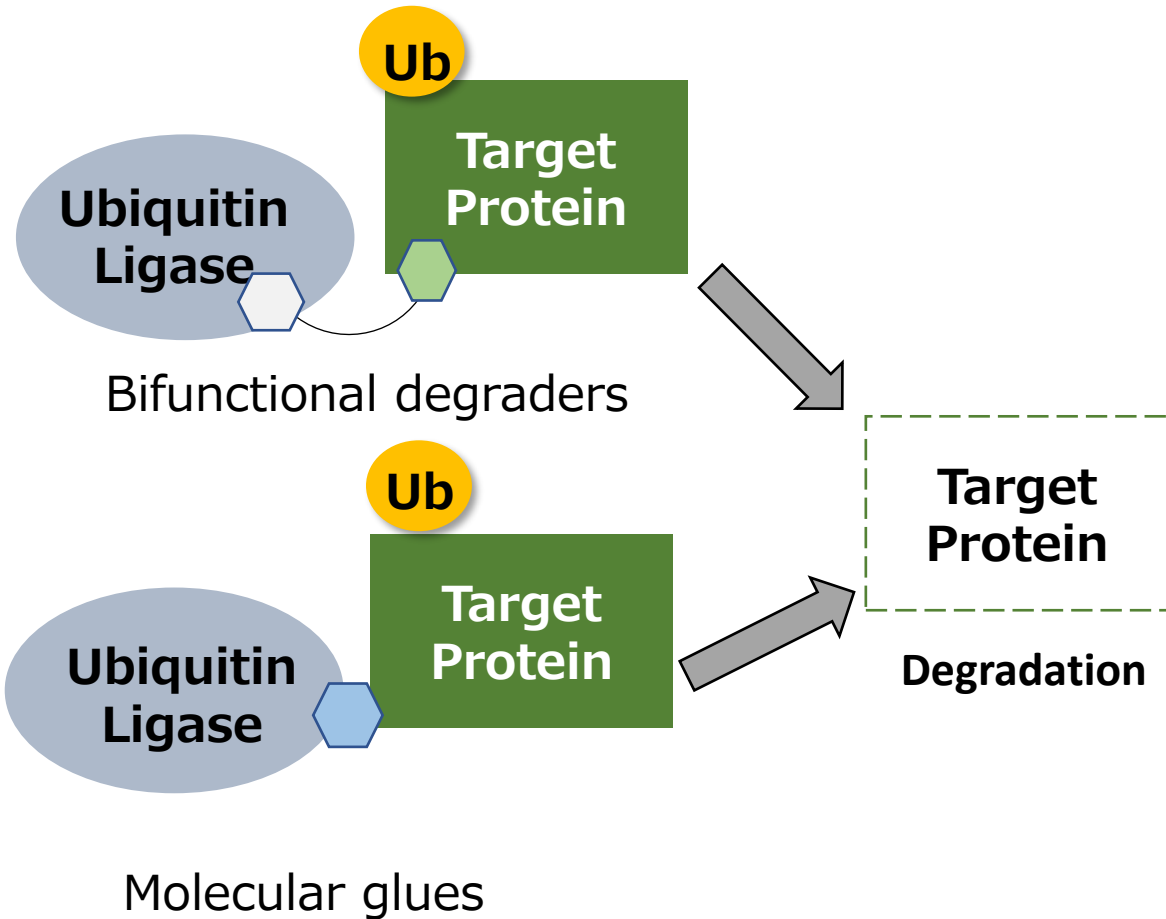 Ub
Target
Protein
Ubiquitin
Ligase
Bifunctional degraders
Ub
Target
Protein
Ubiquitin
Ligase
Molecular glues
Target
Protein
Degradation